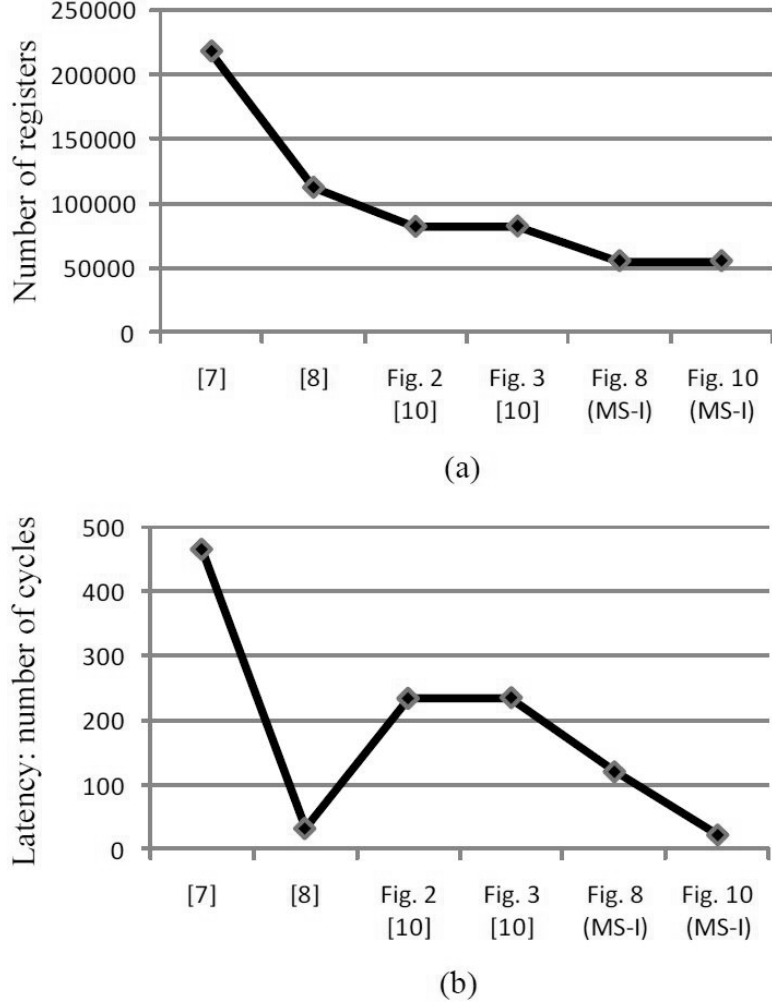 250000
200000
150000
100000
50000
0
Number of registers
[7]
[8]
Fig. 2
[10]
Fig. 3
[10]
Fig. 8
(MS-I)
Fig. 10
(MS-I)
(a)
500
400
300
200
100
0
Latency: number of cycles
[7]
[8]
Fig. 2
[10]
Fig. 3
[10]
Fig. 8
(MS-I)
Fig. 10
(MS-I)
(b)